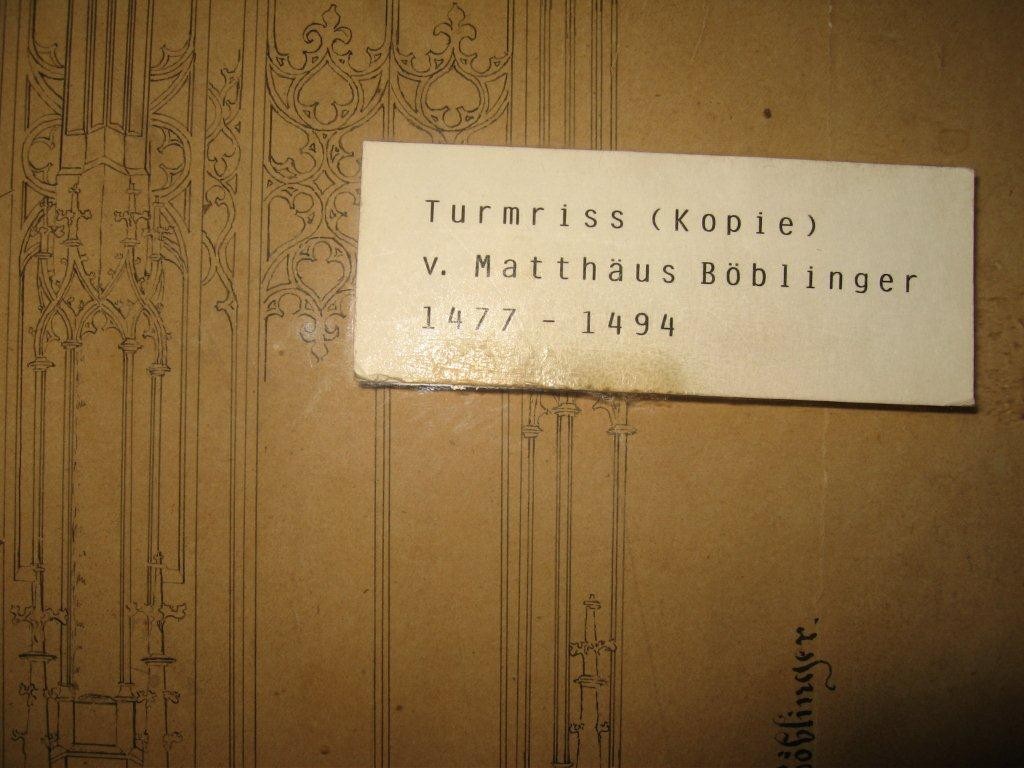 Turmriss (Kopie)
v. Matthäus Böblinger
1477 - 1494